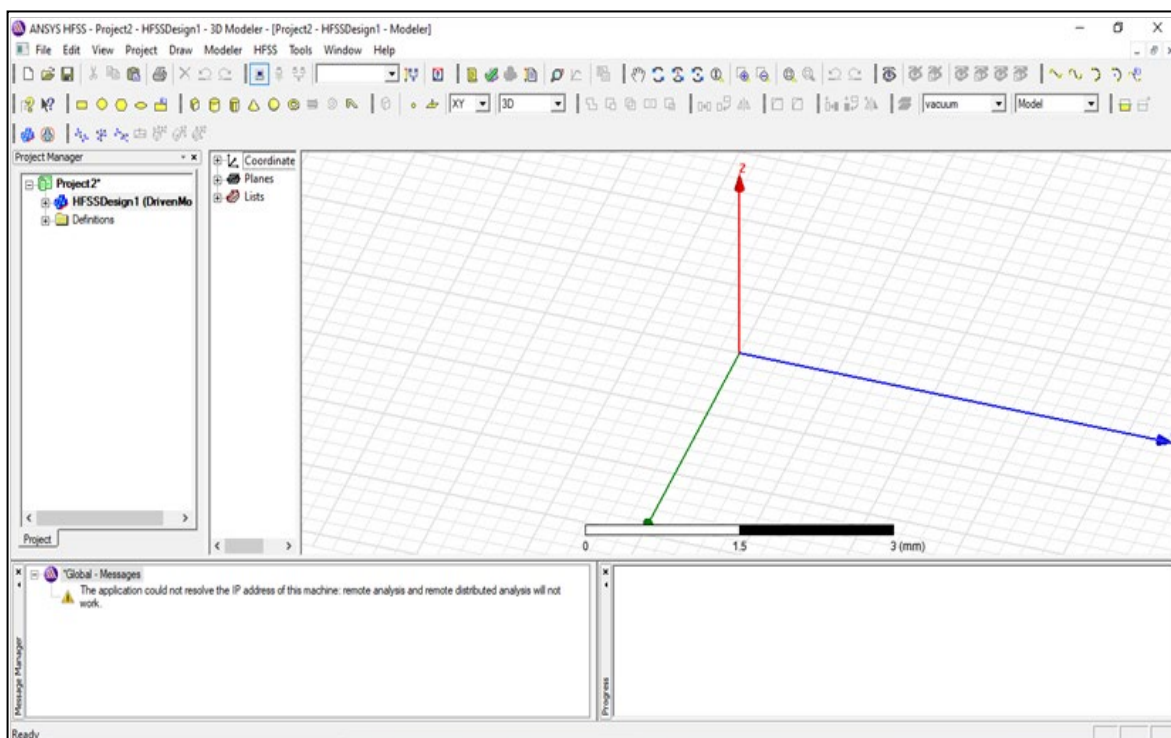 ANSYS HFSS - Project2 - HFSSDesign1 - 3D Modeler - [Project2 - HFSSDesign1 - Modeler]
File Edit View Project Draw Modeler HFSS Tools Window Help
XY 3D vacuum Model
Project Manager
Project2*
HFSSDesign1 (DrivenMo
Definitions
Project
Coordinate
Planes
Lists
Z
0 1.5 3 (mm)
*Global - Messages
The application could not resolve the IP address of this machine: remote analysis and remote distributed analysis will not
work.
Message Manager
Progress
Ready